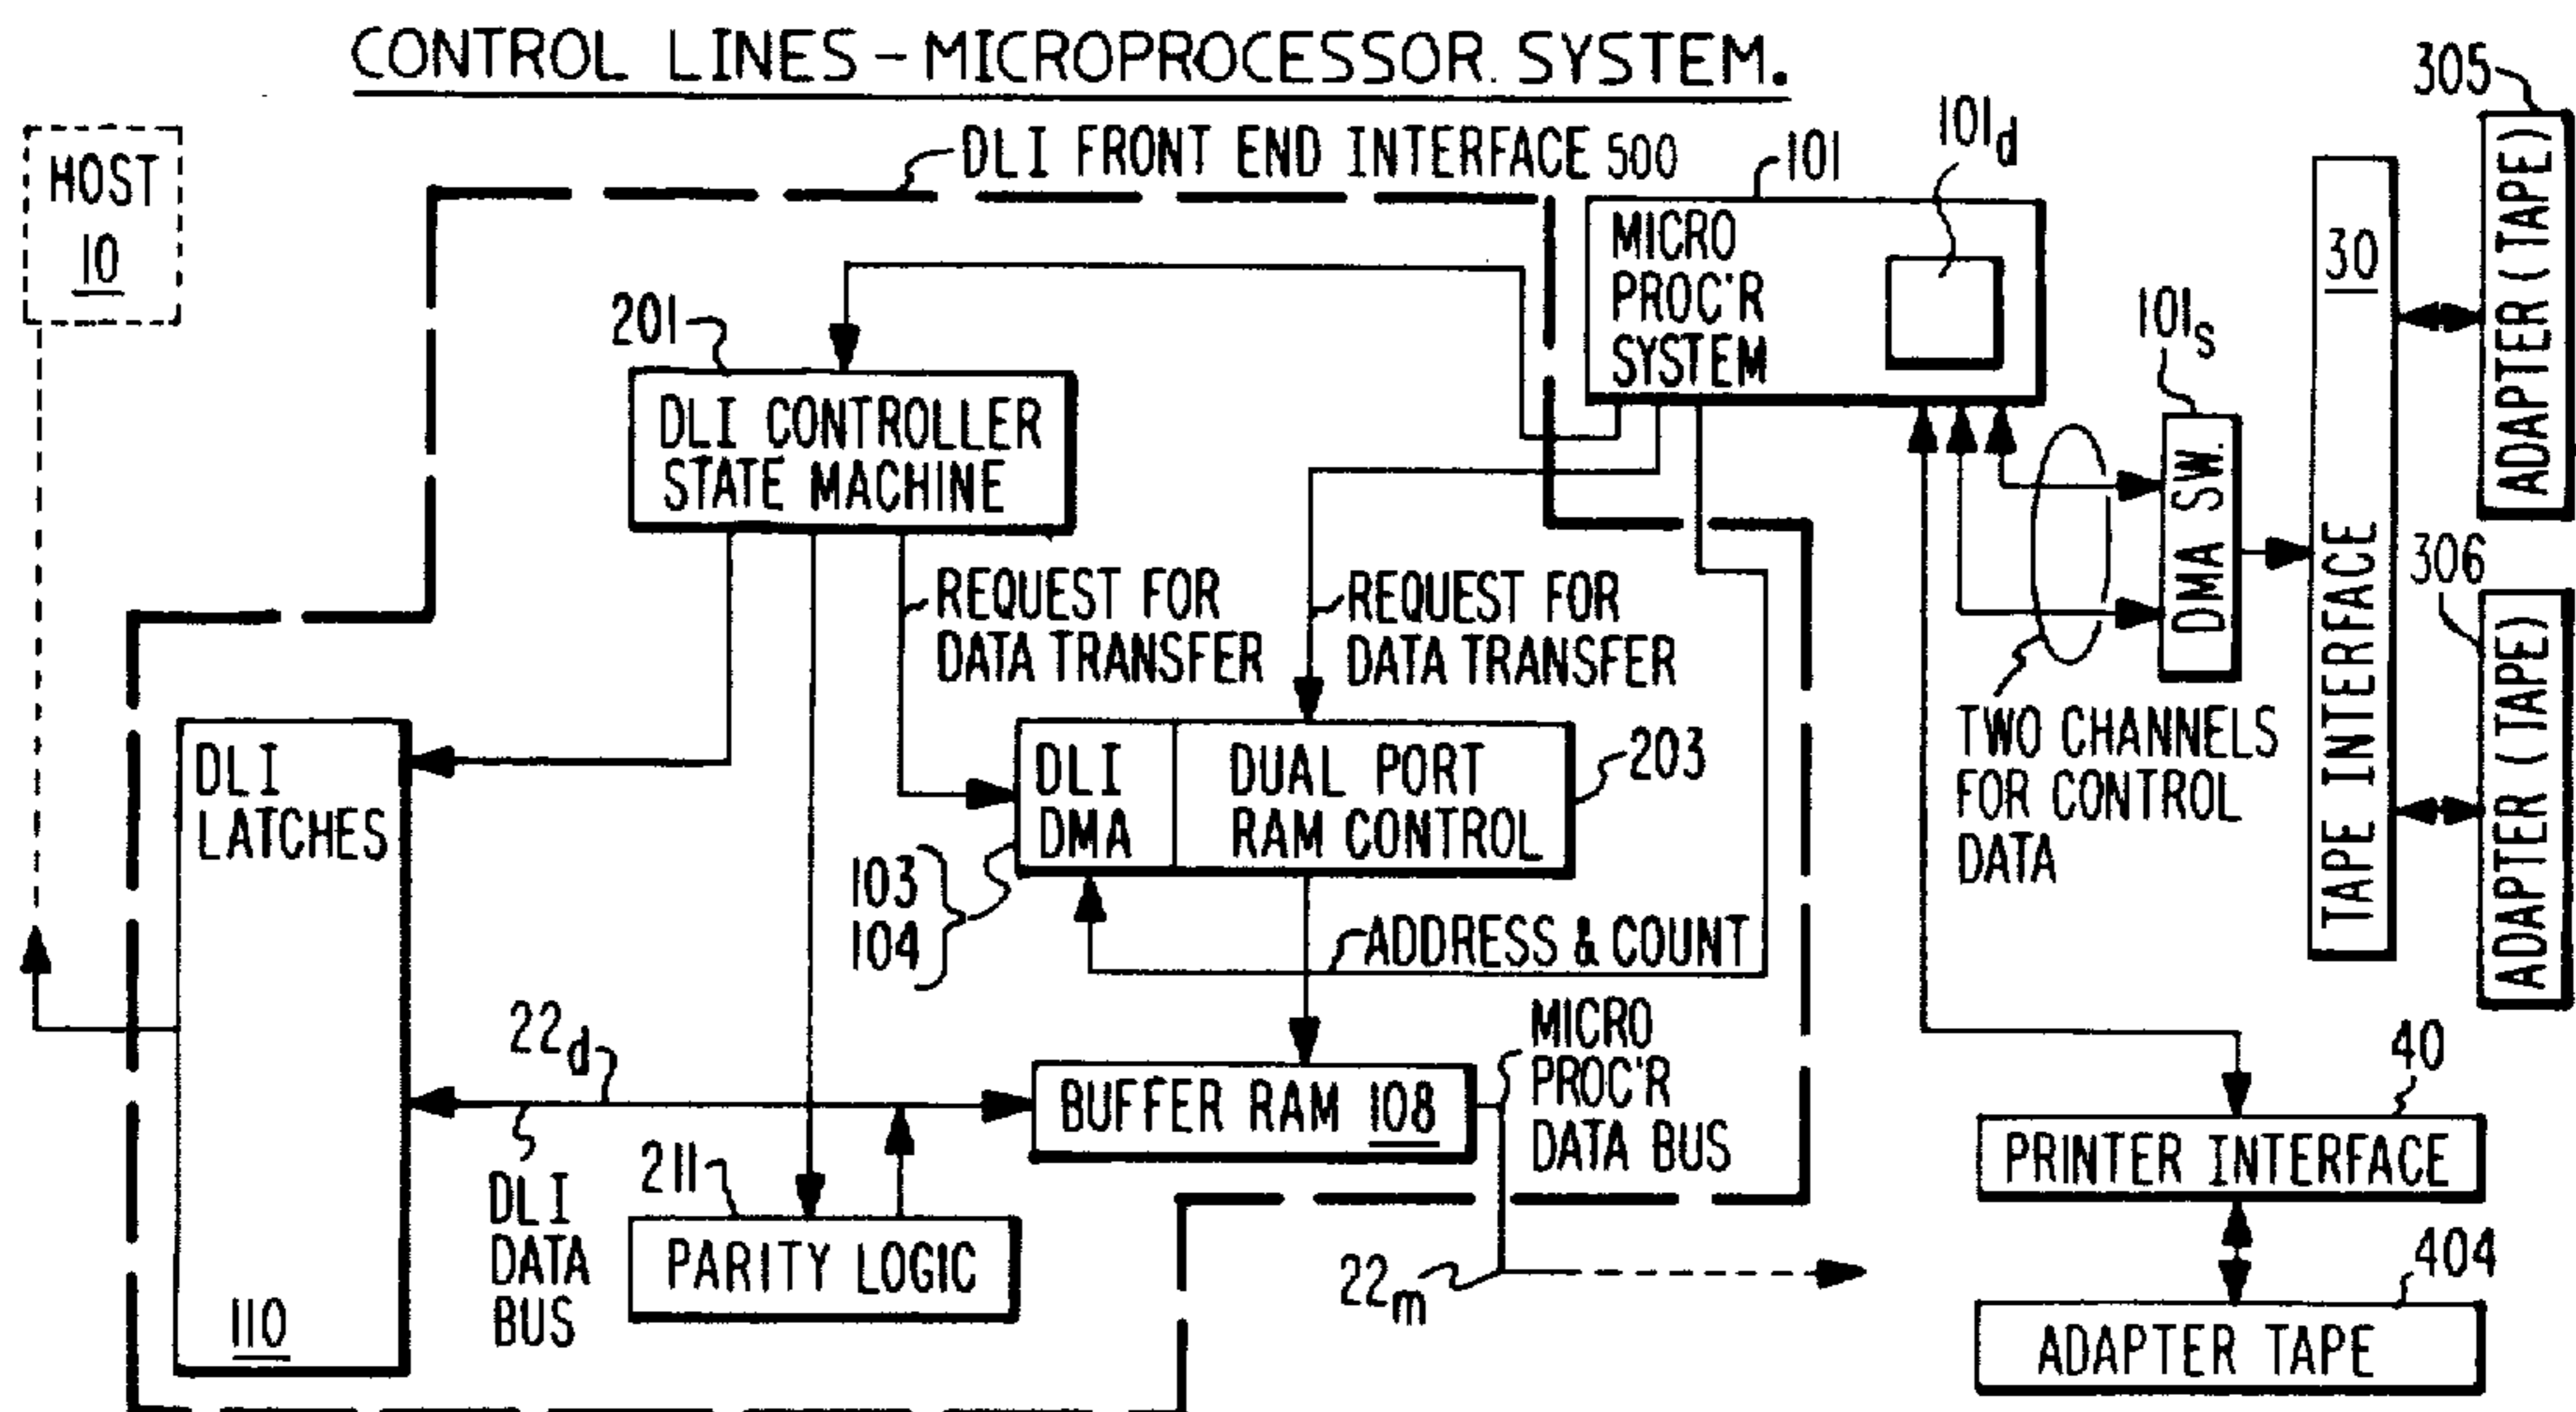 CONTROL LINES - MICROPROCESSOR. SYSTEM.
HOST
10
DLI FRONT END INTERFACE 500
101
101d
MICRO
PROC'R
SYSTEM
305
ADAPTER (TAPE)
30
TAPE INTERFACE
306
ADAPTER (TAPE)
101s
DMA SW.
TWO CHANNELS
FOR CONTROL
DATA
201
DLI CONTROLLER
STATE MACHINE
REQUEST FOR
DATA TRANSFER
REQUEST FOR
DATA TRANSFER
DLI
LATCHES
110
DLI
DMA
DUAL PORT
RAM CONTROL
203
103
104
ADDRESS & COUNT
22d
DLI
DATA
BUS
BUFFER RAM 108
MICRO
PROC'R
DATA BUS
211
PARITY LOGIC
22m
40
PRINTER INTERFACE
404
ADAPTER TAPE